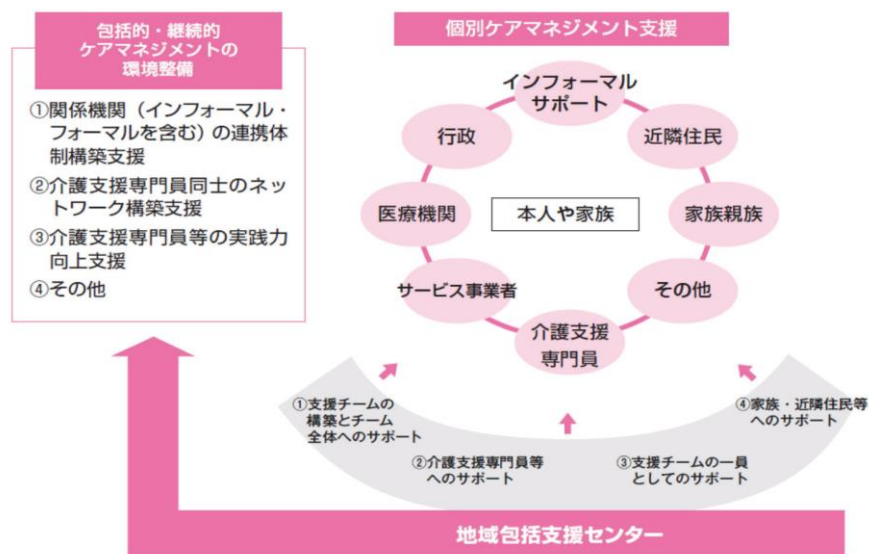 包括的・継続的
ケアマネジメントの
環境整備
①関係機関（インフォーマル・
フォーマルを含む）の連携体
制構築支援
②介護支援専門員同士のネッ
トワーク構築支援
③介護支援専門員等の実践力
向上支援
④その他
個別ケアマネジメント支援
インフォーマル
サポート
行政
近隣住民
医療機関
本人や家族
家族親族
サービス事業者
その他
介護支援
専門員
①支援チームの
構築とチーム
全体へのサポート
②介護支援専門員等
へのサポート
③支援チームの一員
としてのサポート
④家族・近隣住民等
へのサポート
地域包括支援センター